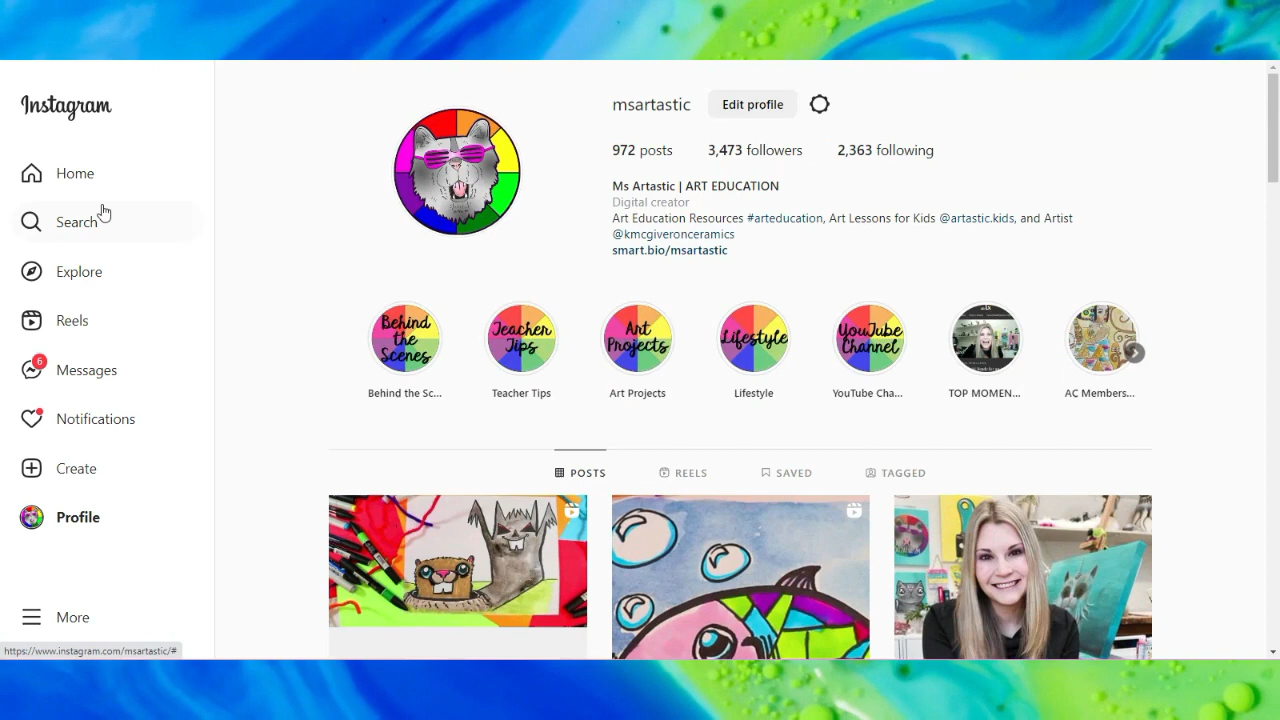 Instagram
Home
Search
Explore
Reels
6
Messages
Notifications
Create
Profile
More
https://www.instagram.com/msartastic/#
msartastic Edit profile
972 posts 3,473 followers 2,363 following
Ms Artastic | ART EDUCATION
Digital creator
Art Education Resources #arteducation, Art Lessons for Kids @artastic.kids, and Artist
@kmcgiveronceramics
smart.bio/msartastic
Behind
the
Scenes
Teacher
Tips
Art
Projects
Lifestyle
YouTube
Channel
Behind the Sc... Teacher Tips Art Projects Lifestyle YouTube Cha... TOP MOMEN... AC Members...
POSTS REELS SAVED TAGGED